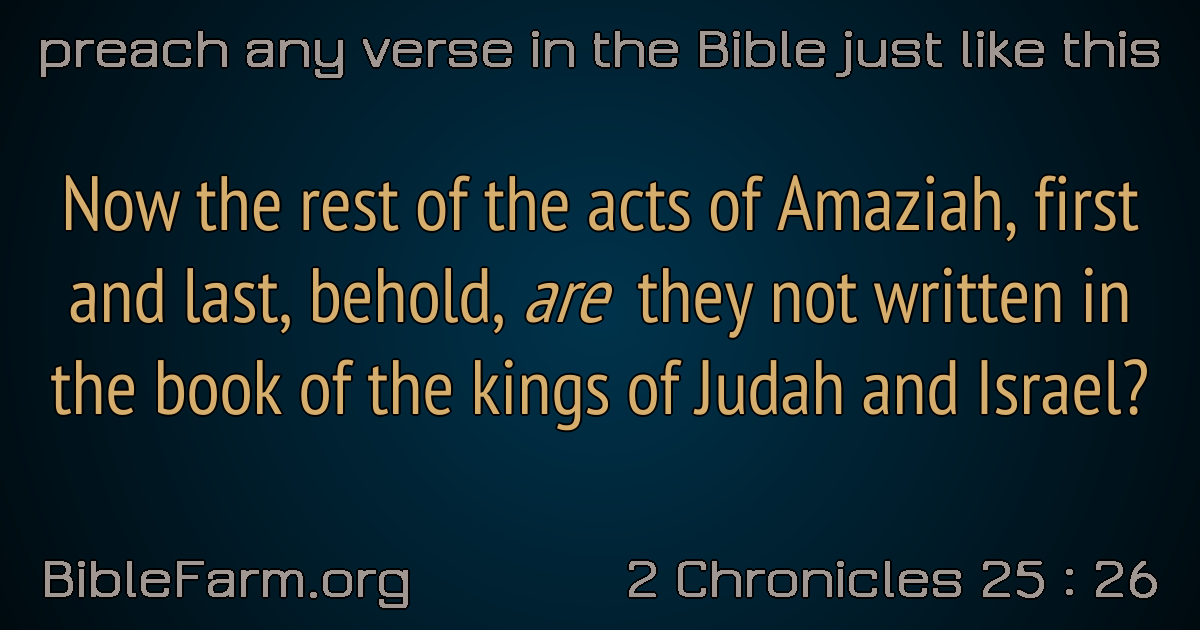 preach any verse in the Bible just like this
Now the rest of the acts of Amaziah, first
and last, behold, are they not written in
the book of the kings of Judah and Israel?
BibleFarm.org
2 Chronicles 25 : 26